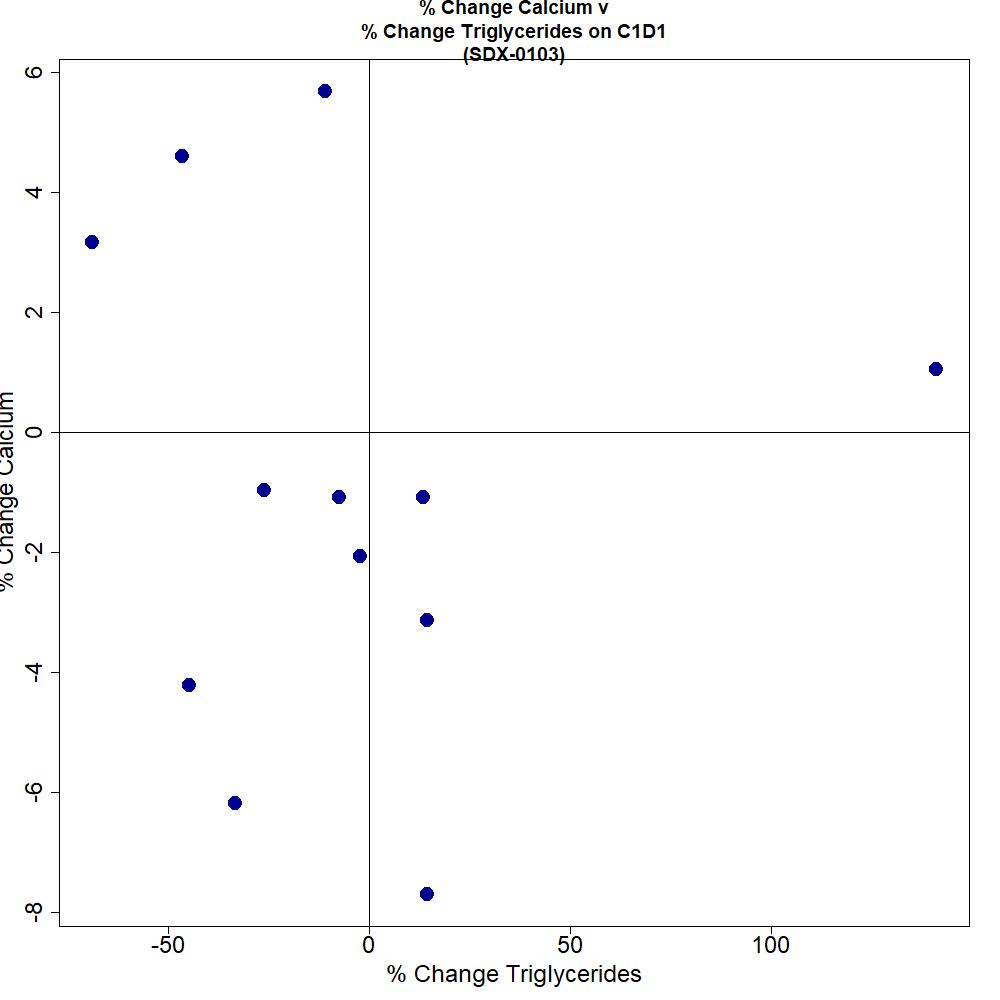 % Change Calcium v
% Change Triglycerides on C1D1
(SDX-0103)
6
4
2
0
-2
-4
-6
-8
% Change Calcium
-50
0
50
100
% Change Triglycerides